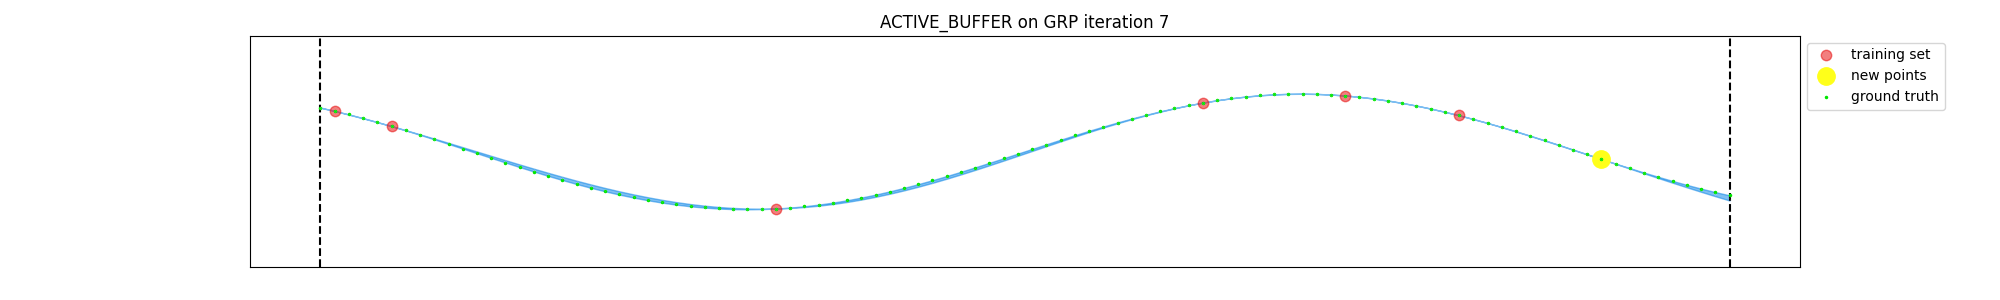 ACTIVE_BUFFER on GRP iteration 7
training set
new points
ground truth